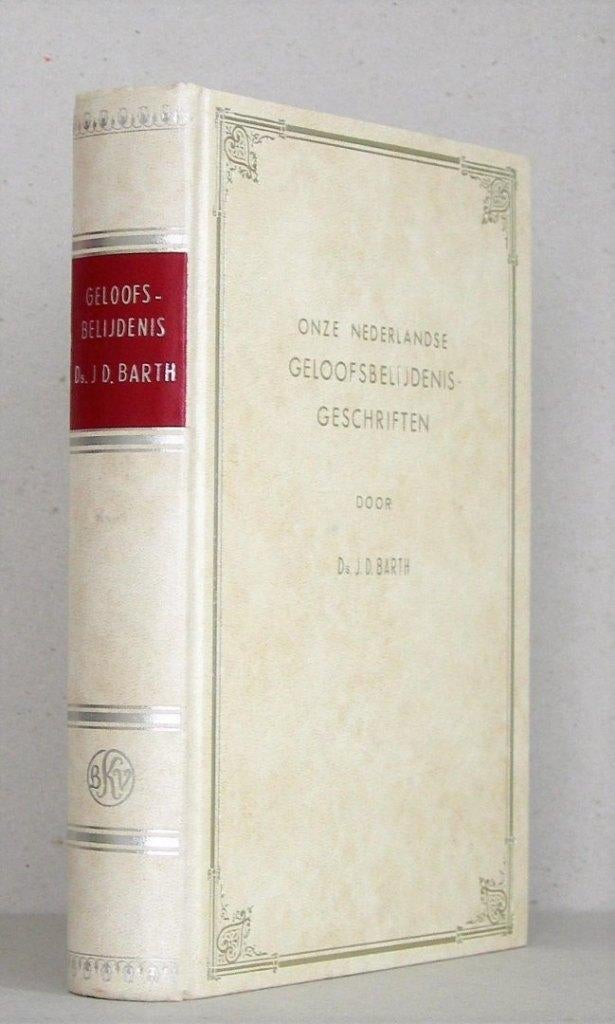 GELOOFS-
BELIJDENIS
Ds. J D. BARTH
BKV
ONZE NEDERLANDSE
GELOOFSBELIJDENIS-
GESCHRIFTEN
DOOR
Ds. J. D. BARTH